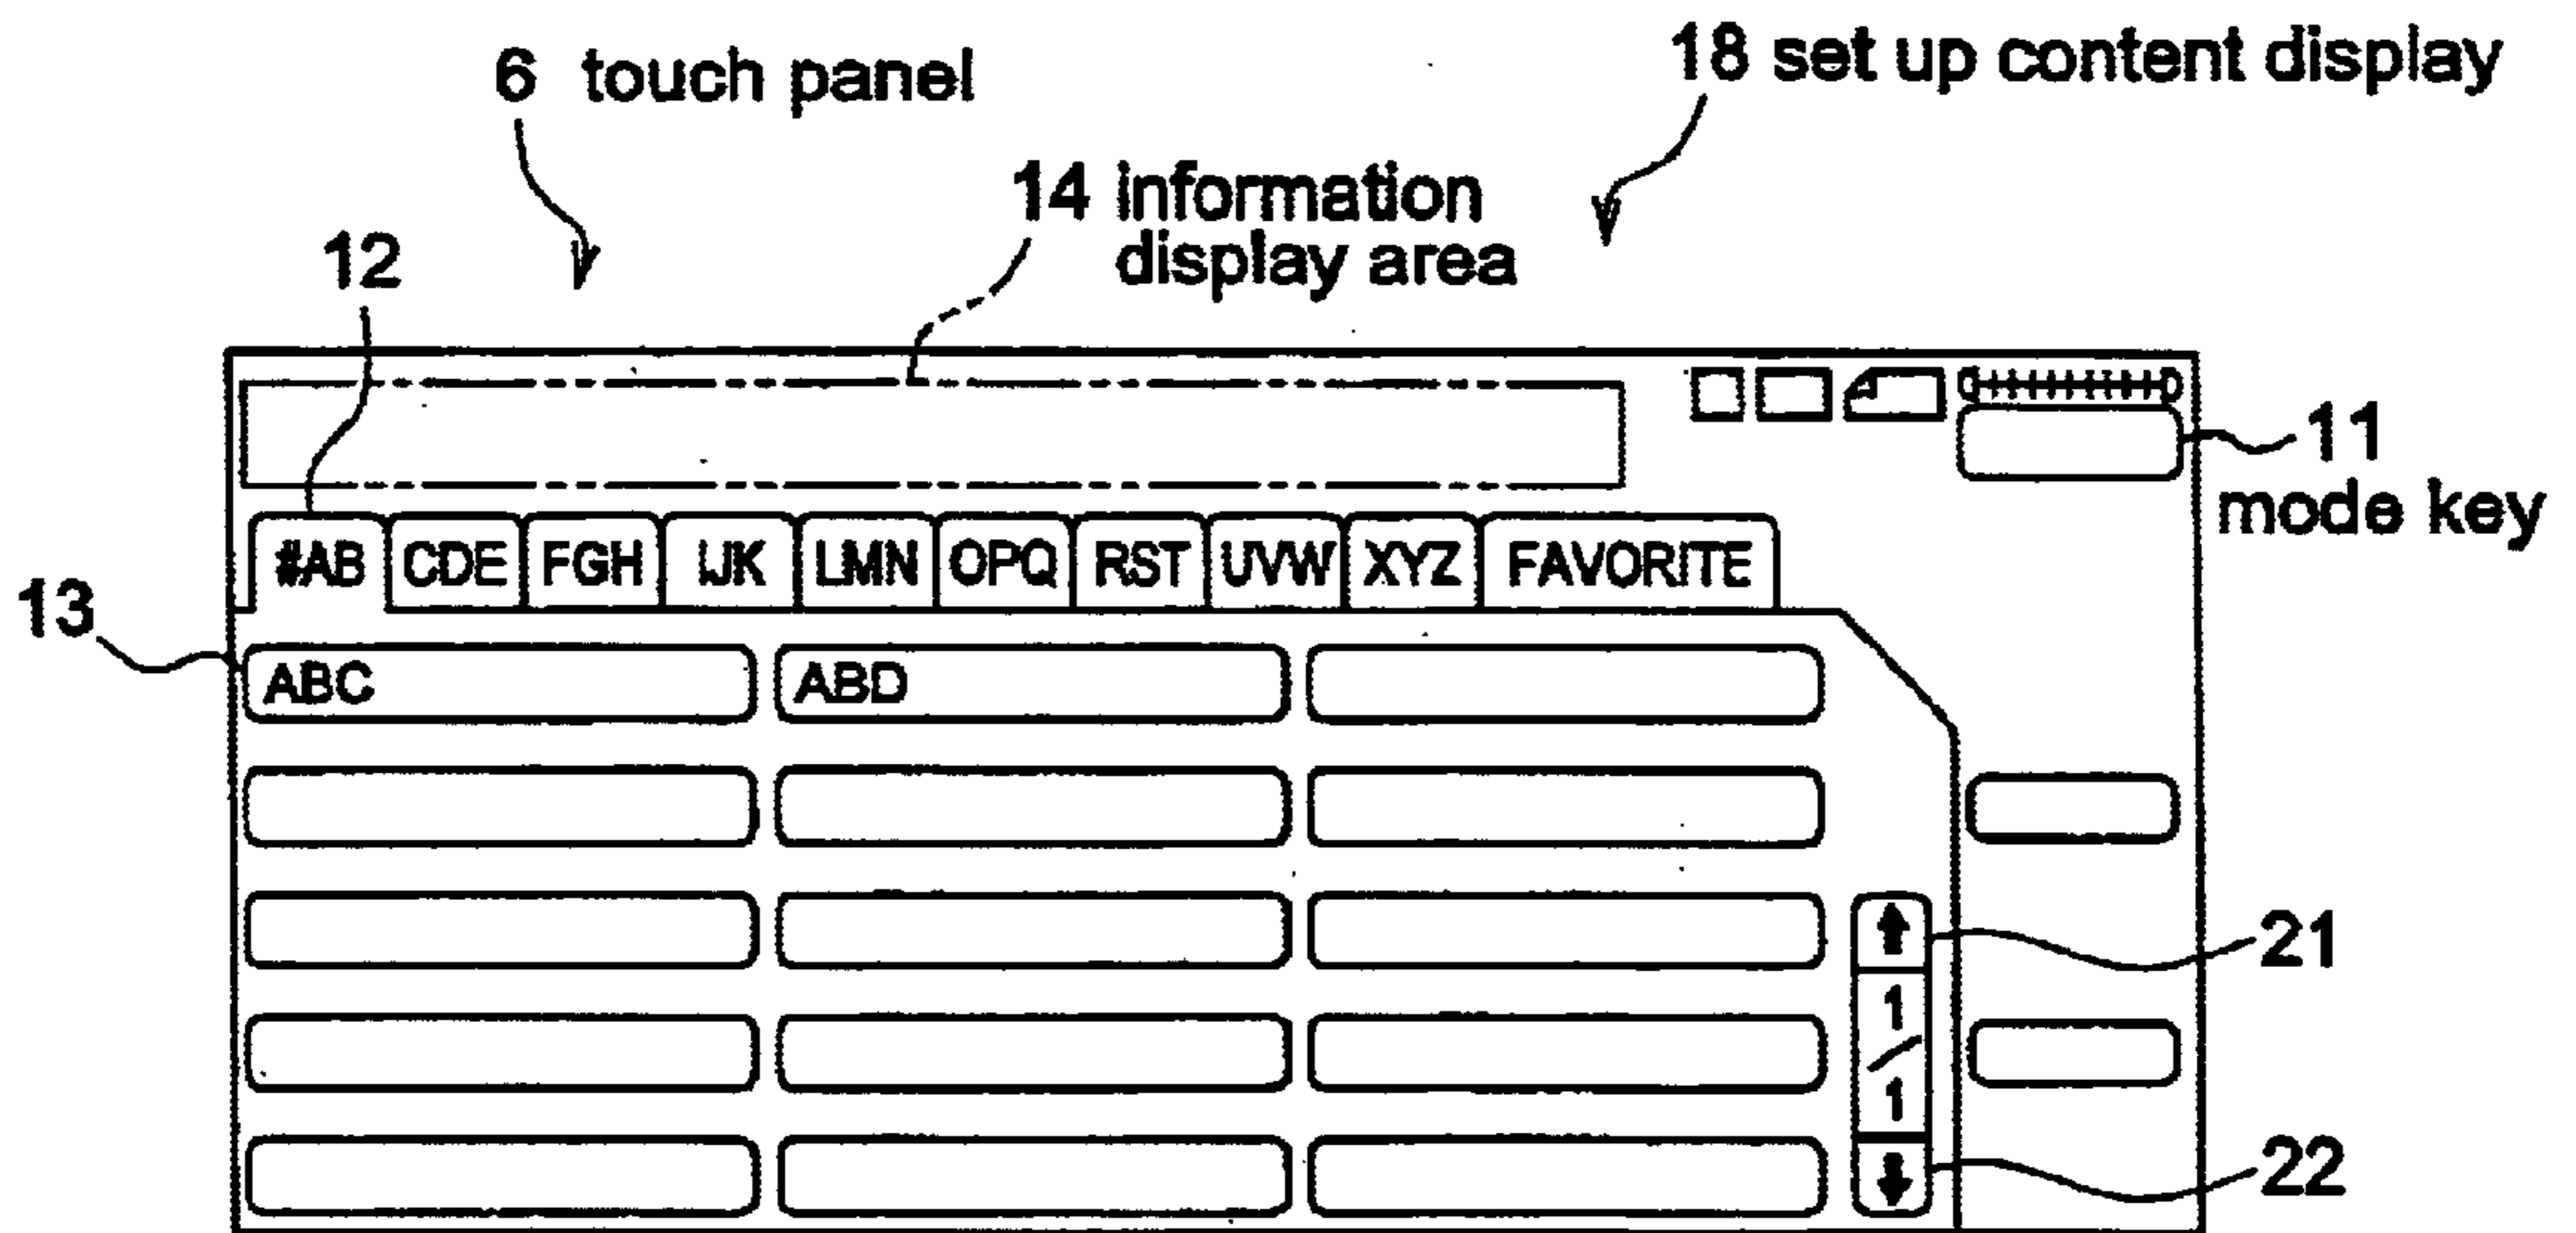 18 set up content display
6 touch panel
14 information
display area
12
11
mode key
#AB CDE FGH IJK LMN OPQ RST UVW XYZ FAVORITE
13
ABC ABD
21
1
/
1
22